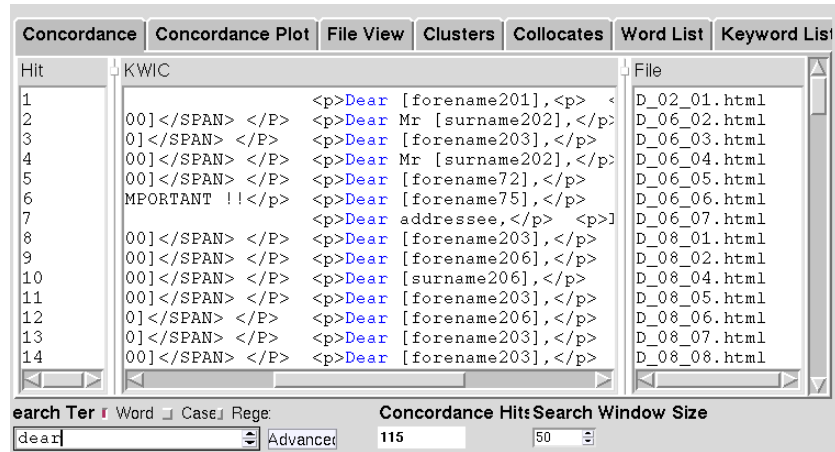 Concordance Concordance Plot File View Clusters Collocates Word List Keyword List
Hit KWIC File
1 <p>Dear [forename201],<p> < D_02_01.html
2 00]</SPAN> </P> <p>Dear Mr [surname202],</p> D_06_02.html
3 0]</SPAN> </P> <p>Dear [forename203],</p> D_06_03.html
4 00]</SPAN> </P> <p>Dear Mr [surname202],</p> D_06_04.html
5 00]</SPAN> </P> <p>Dear [forename72],</p> D_06_05.html
6 MPORTANT !!</p> <p>Dear [forename75],</p> D_06_06.html
7 <p>Dear addressee,</p> <p>I D_06_07.html
8 00]</SPAN> </P> <p>Dear [forename203],</p> D_08_01.html
9 00]</SPAN> </P> <p>Dear [forename206],</p> D_08_02.html
10 00]</SPAN> </P> <p>Dear [surname206],</p> D_08_04.html
11 00]</SPAN> </P> <p>Dear [forename203],</p> D_08_05.html
12 0]</SPAN> </P> <p>Dear [forename206],</p> D_08_06.html
13 0]</SPAN> </P> <p>Dear [forename203],</p> D_08_07.html
14 00]</SPAN> </P> <p>Dear [forename203],</p> D_08_08.html
earch Ter Word Case Rege Concordance Hits Search Window Size
dear Advanced 115 50